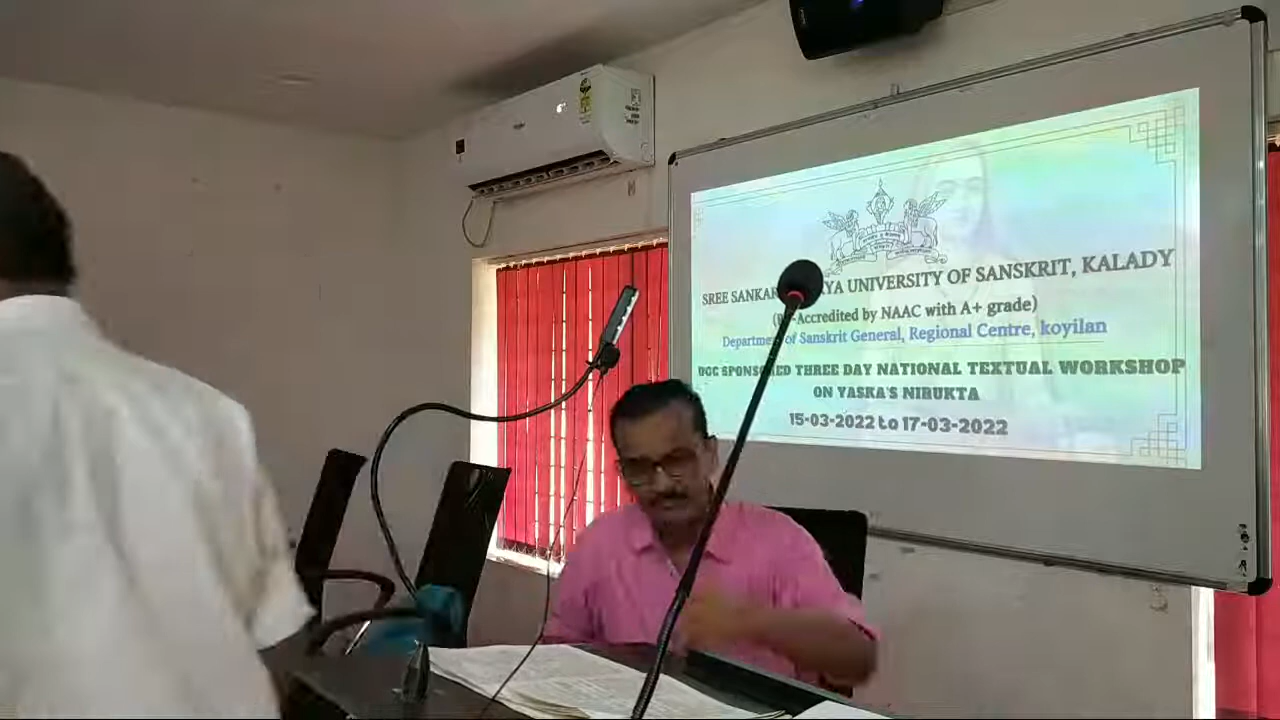 SREE SANKAR YA UNIVERSITY OF SANSKRIT, KALADY
Accredited by NAAC with A+ grade)
Department of Sanskrit General, Regional Centre, koyilan
UGC SPONSORED THREE DAY NATIONAL TEXTUAL WORKSHOP
ON YASKA'S NIRUKTA
15-03-2022 to 17-03-2022